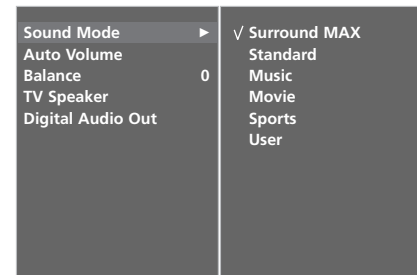 Sound Mode ►
Auto Volume
Balance 0
TV Speaker
Digital Audio Out
√ Surround MAX
Standard
Music
Movie
Sports
User